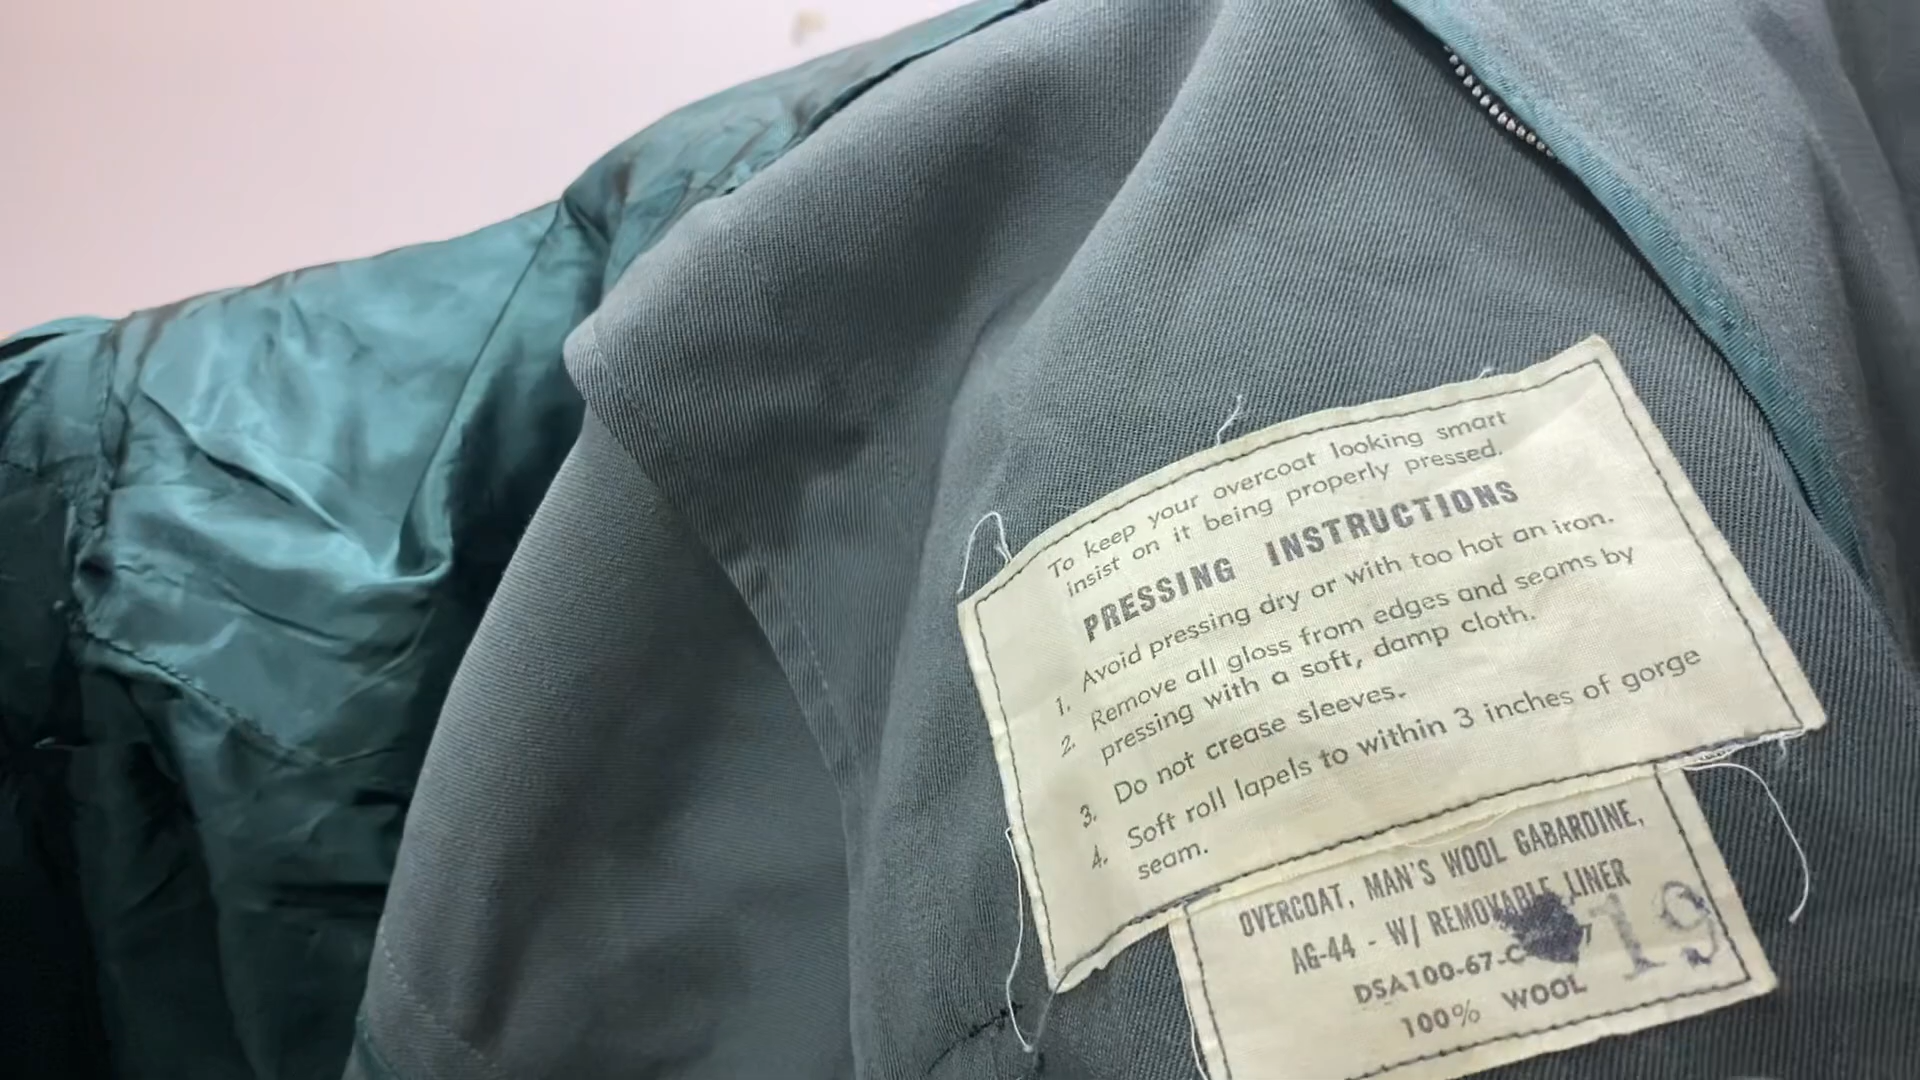 To keep your overcoat looking smart
insist on it being properly pressed.
PRESSING INSTRUCTIONS
1. Avoid pressing dry or with too hot an iron.
2. Remove all gloss from edges and seams by
pressing with a soft, damp cloth.
3. Do not crease sleeves.
4. Soft roll lapels to within 3 inches of gorge
seam.
OVERCOAT, MAN'S WOOL GABARDINE,
AG-44 - W/ REMOVABLE LINER
19
100% WOOL